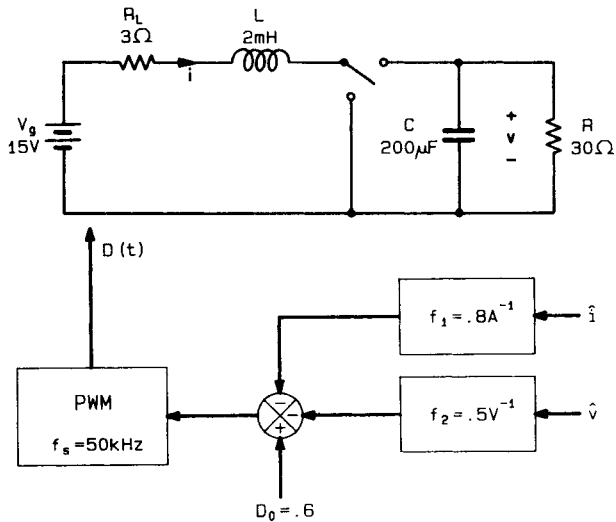 R_L
3Ω
i
L
2mH
V_g
15V
C
200μF
+
v
-
R
30Ω
D(t)
PWM
f_s=50kHz
f_1=.8A^-1
î
f_2=.5V^-1
v̂
-
-
+
D_0=.6